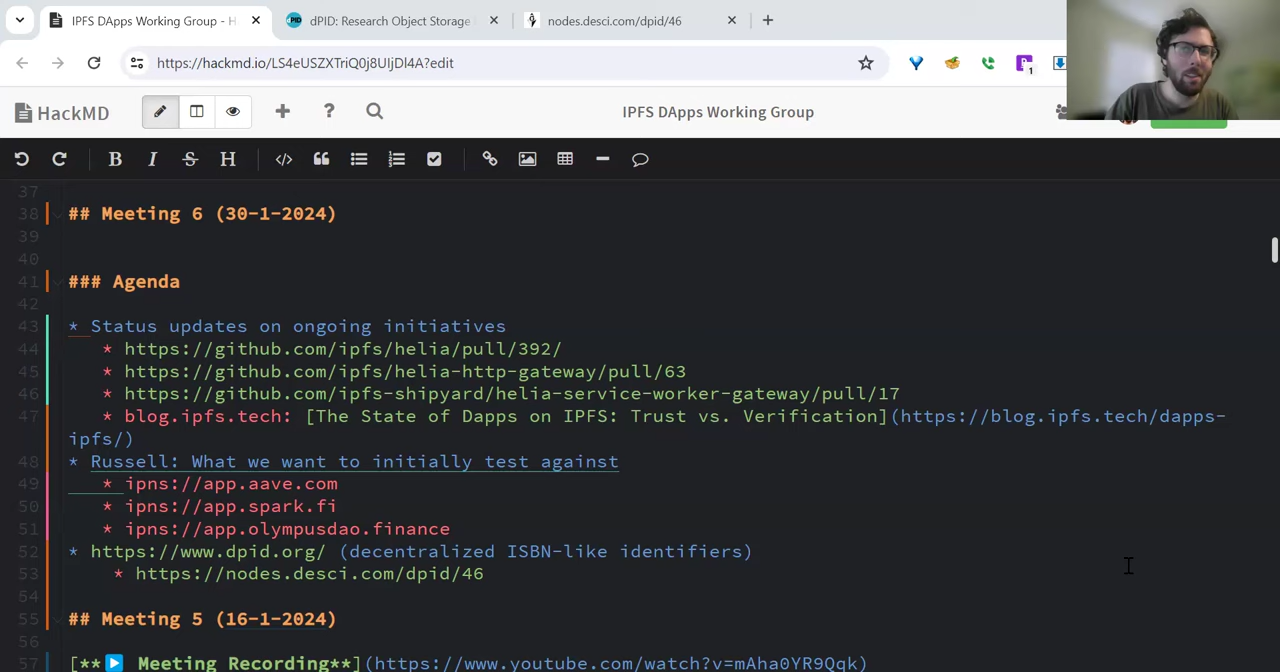 IPFS DApps Working Group - H
dPID: Research Object Storage
nodes.desci.com/dpid/46
https://hackmd.io/LS4eUSZXTriQ0j8UIjDl4A?edit
1
HackMD
IPFS DApps Working Group
B I S H
37
38 ## Meeting 6 (30-1-2024)
39
40
41 ### Agenda
42
43 * Status updates on ongoing initiatives
44 * https://github.com/ipfs/helia/pull/392/
45 * https://github.com/ipfs/helia-http-gateway/pull/63
46 * https://github.com/ipfs-shipyard/helia-service-worker-gateway/pull/17
47 * blog.ipfs.tech: [The State of Dapps on IPFS: Trust vs. Verification](https://blog.ipfs.tech/dapps-
ipfs/)
48 * Russell: What we want to initially test against
49 * ipns://app.aave.com
50 * ipns://app.spark.fi
51 * ipns://app.olympusdao.finance
52 * https://www.dpid.org/ (decentralized ISBN-like identifiers)
53 * https://nodes.desci.com/dpid/46
54
55 ## Meeting 5 (16-1-2024)
56
57 [**▶️ Meeting Recording**](https://www.youtube.com/watch?v=mAha0YR9Qqk)